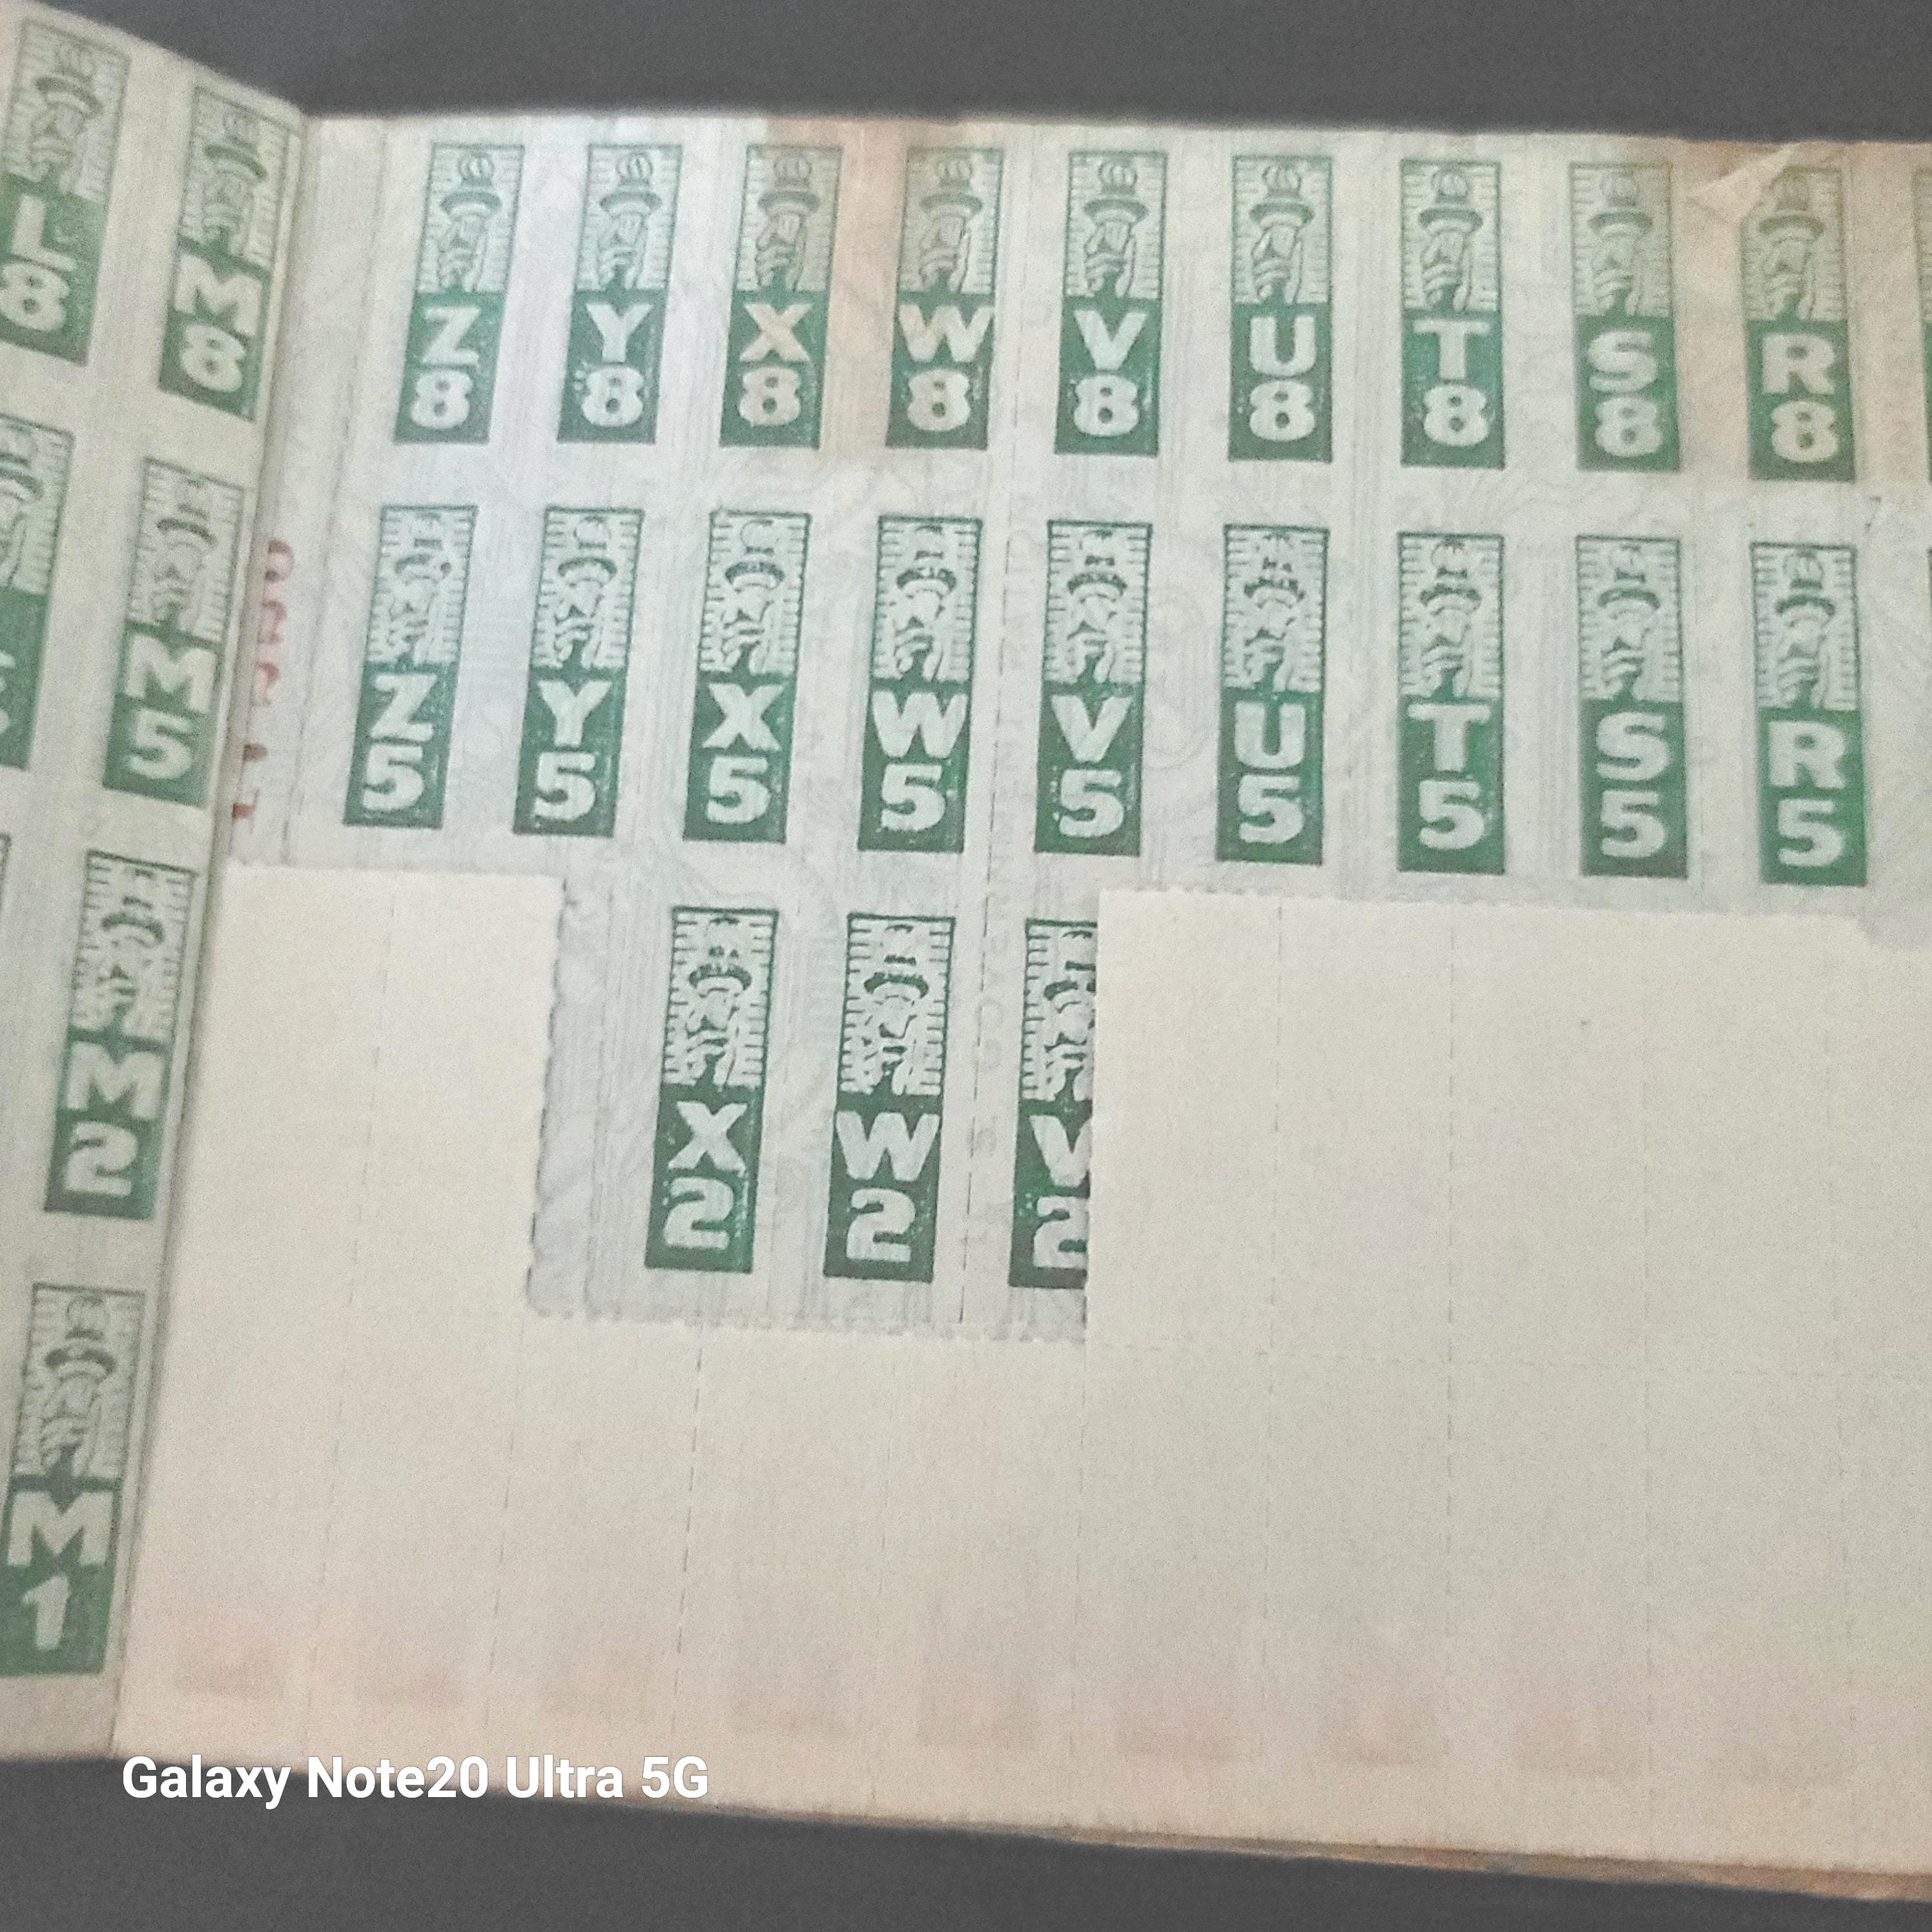 L8 M8 Z8 Y8 X8 W8 V8 U8 T8 S8 R8
M5 Z5 Y5 X5 W5 V5 U5 T5 S5 R5
M2 X2 W2 V2
M1
Galaxy Note20 Ultra 5G